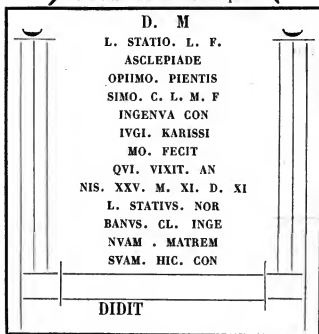 D. M
L. STATIO. L. F.
ASCLEPIADE
OPIIMO. PIENTIS
SIMO. C. L. M. F
INGENVA CON
IVGI. KARISSI
MO. FECIT
QVI. VIXIT. AN
NIS. XXV. M. XI. D. XI
L. STATIVS. NOR
BANVS. CL. INGE
NVAM . MATREM
SVAM. HIC. CON
DIDIT